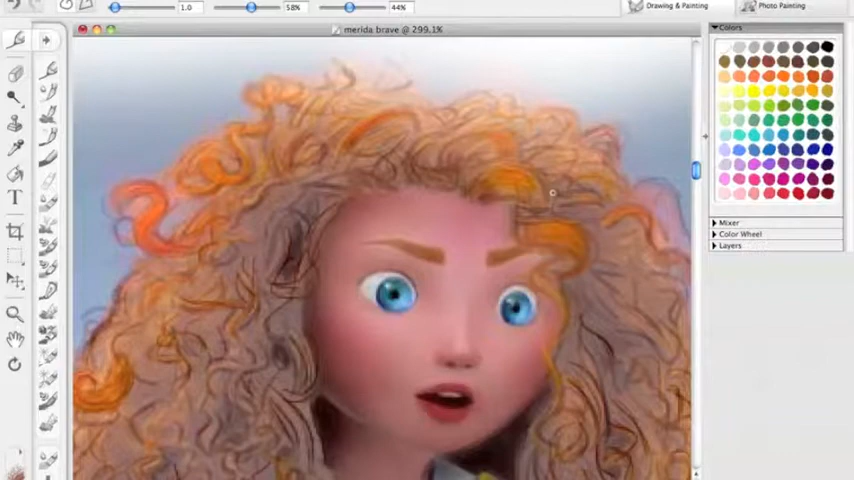 1.0 58% 44% Drawing & Painting Photo Painting
merida brave @ 299,1%
Colors
T
Mixer
Color Wheel
Layers